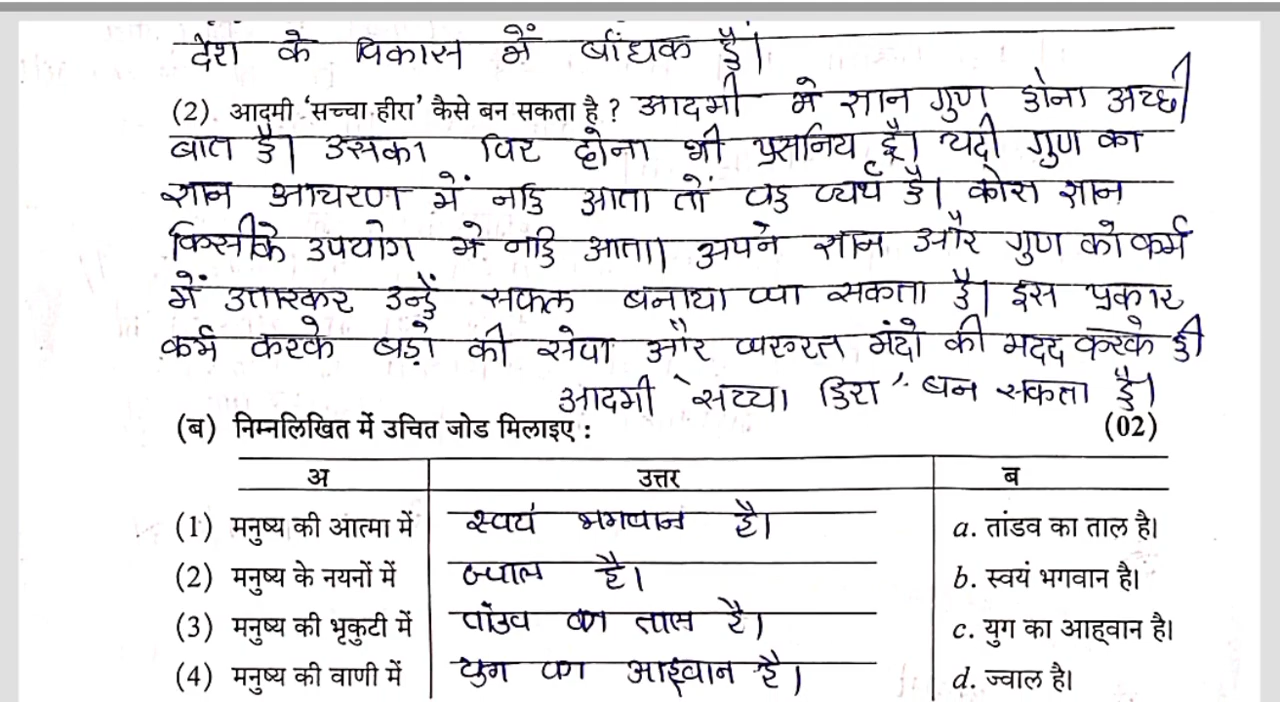 देश के विकास में बाधक है।
(2) आदमी ‘सच्चा हीरा’ कैसे बन सकता है ? आदमी मे ज्ञान गुण होना अच्छी
बात है। उसका विर होना भी प्रसंनिय है। यदी गुण का
ज्ञान आचरण में नहि आता तों वह व्यर्थ है। कोरा ज्ञान
किसीके उपयोग मे नहि आता। अपने ज्ञान और गुण को कर्म
में उतारकर उन्हें सफल बनाया जा सकता है। इस प्रकार
कर्म करके बड़ो की सेवा और जरुरत मंदो की मदद करके ही
आदमी ‘सच्चा हिरा’ बन सकता है।
(ब) निम्नलिखित में उचित जोड मिलाइए : (02)
अ उत्तर ब
(1) मनुष्य की आत्मा में स्वयं भगवान है। a. तांडव का ताल है।
(2) मनुष्य के नयनों में ज्वाल है। b. स्वयं भगवान है।
(3) मनुष्य की भृकुटी में तांडव का ताल है। c. युग का आह्वान है।
(4) मनुष्य की वाणी में युग का आह्वान है। d. ज्वाल है।